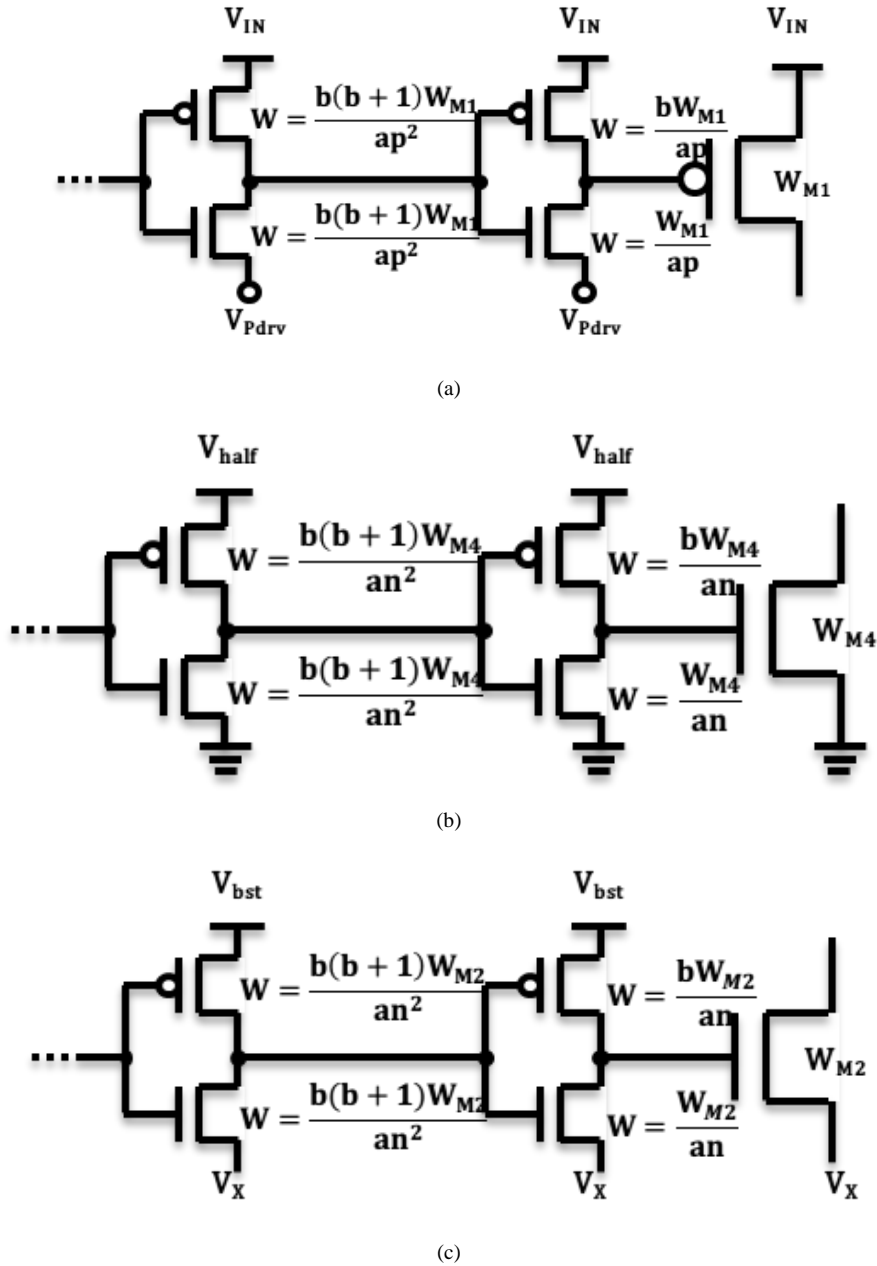 V_IN V_IN V_IN
W = b(b + 1)W_M1 / ap² W = bW_M1 / ap
W_M1
W = b(b + 1)W_M1 / ap² W = W_M1 / ap
V_Pdrv V_Pdrv
(a)
V_half V_half
W = b(b + 1)W_M4 / an² W = bW_M4 / an
W_M4
W = b(b + 1)W_M4 / an² W = W_M4 / an
(b)
V_bst V_bst
W = b(b + 1)W_M2 / an² W = bW_M2 / an
W_M2
W = b(b + 1)W_M2 / an² W = W_M2 / an
V_X V_X V_X
(c)